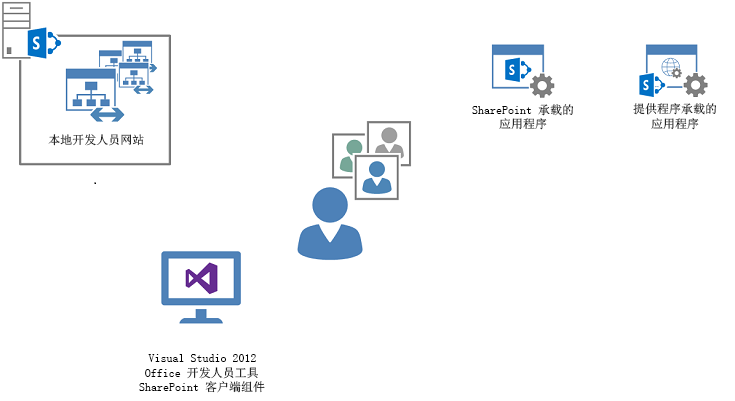 SharePoint 承载的
应用程序
提供程序承载的
应用程序
本地开发人员网站
Visual Studio 2012
Office 开发人员工具
SharePoint 客户端组件